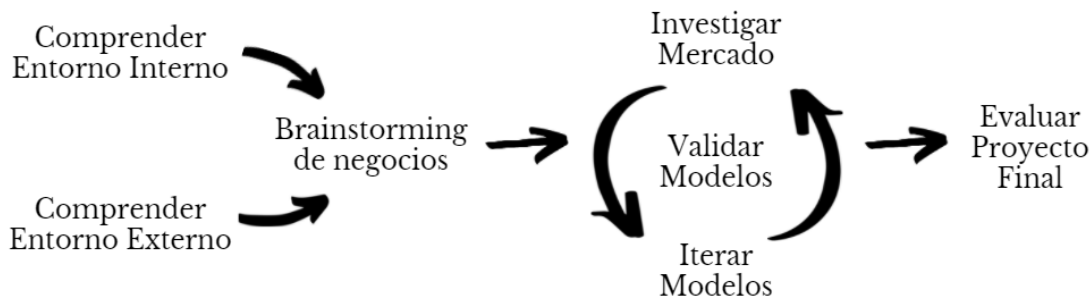 Comprender
Entorno Interno
Comprender
Entorno Externo
Brainstorming
de negocios
Investigar
Mercado
Validar
Modelos
Iterar
Modelos
Evaluar
Proyecto
Final